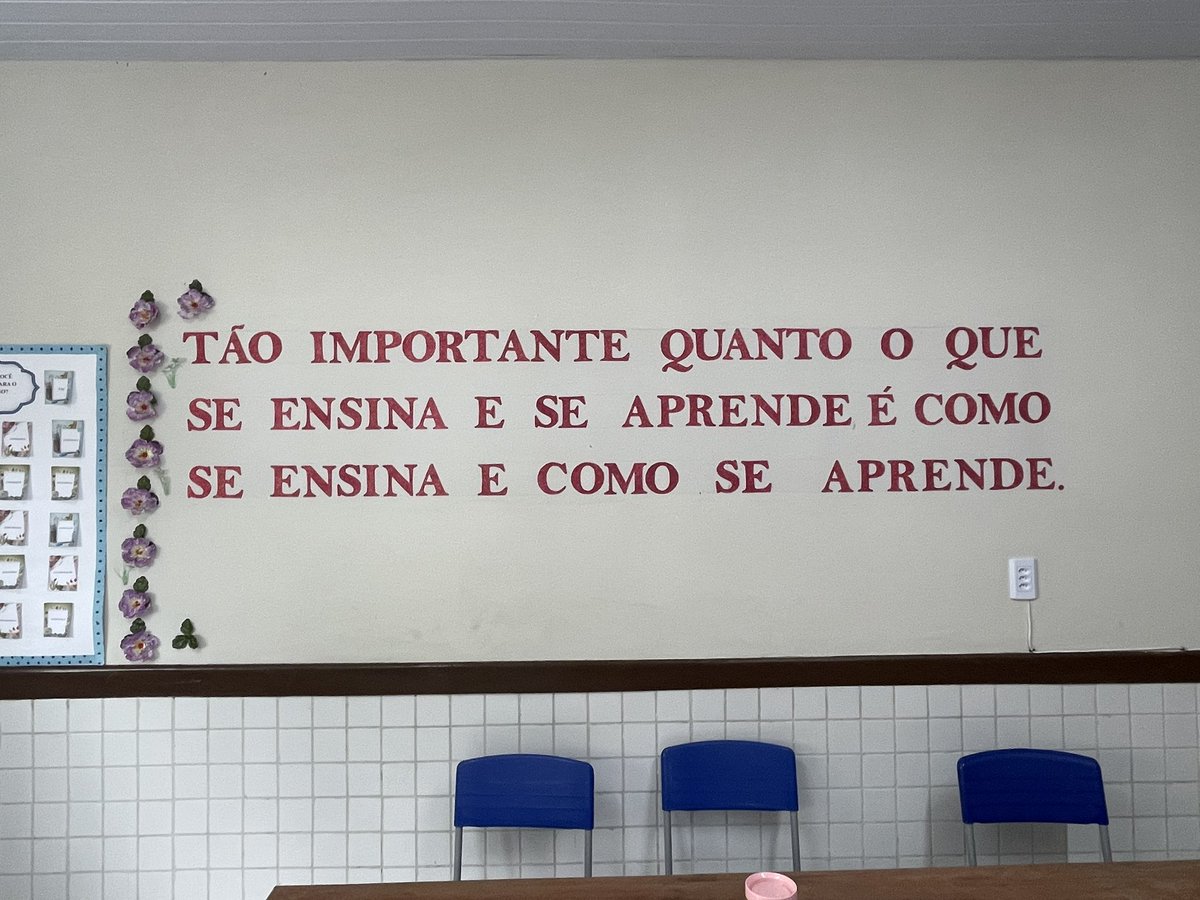 TÃO IMPORTANTE QUANTO O QUE
SE ENSINA E SE APRENDE, É COMO
SE ENSINA E COMO SE APRENDE.